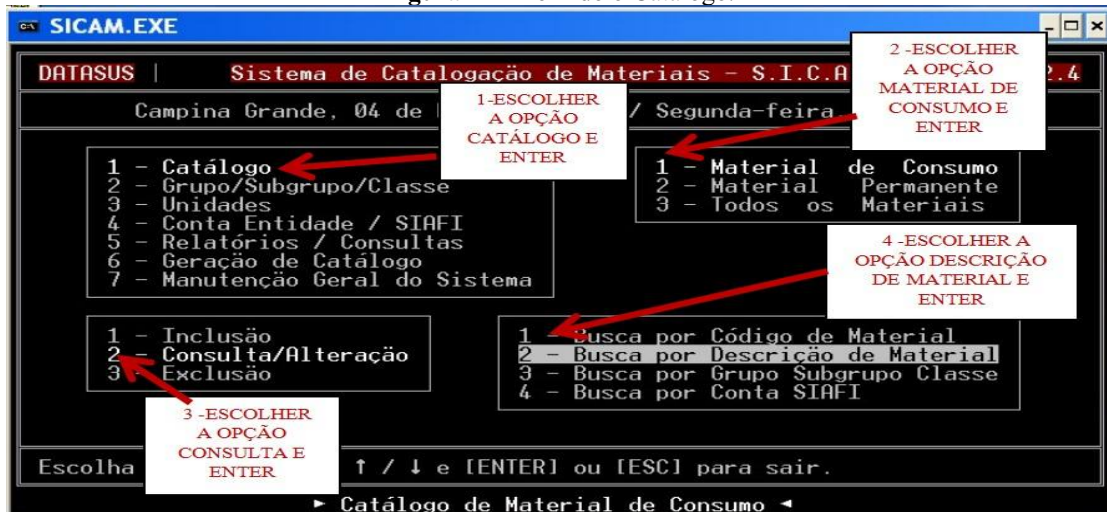 SICAM.EXE
DATASUS | Sistema de Catalogação de Materiais - S.I.C.A 2.4
Campina Grande, 04 de / Segunda-feira
1-ESCOLHER
A OPÇÃO
CATÁLOGO E
ENTER
2 -ESCOLHER
A OPÇÃO
MATERIAL DE
CONSUMO E
ENTER
1 - Catálogo
2 - Grupo/Subgrupo/Classe
3 - Unidades
4 - Conta Entidade / SIAFI
5 - Relatórios / Consultas
6 - Geração de Catálogo
7 - Manutenção Geral do Sistema
1 - Material de Consumo
2 - Material Permanente
3 - Todos os Materiais
4 -ESCOLHER A
OPÇÃO DESCRIÇÃO
DE MATERIAL E
ENTER
1 - Inclusão
2 - Consulta/Alteração
3 - Exclusão
1 - Busca por Código de Material
2 - Busca por Descrição de Material
3 - Busca por Grupo Subgrupo Classe
4 - Busca por Conta SIAFI
3 -ESCOLHER
A OPÇÃO
CONSULTA E
ENTER
Escolha ↑ / ↓ e [ENTER] ou [ESC] para sair.
► Catálogo de Material de Consumo ◄